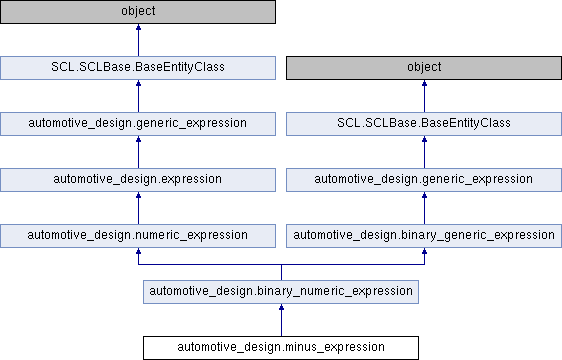 object
SCL.SCLBase.BaseEntityClass
object
automotive_design.generic_expression
SCL.SCLBase.BaseEntityClass
automotive_design.expression
automotive_design.generic_expression
automotive_design.numeric_expression
automotive_design.binary_generic_expression
automotive_design.binary_numeric_expression
automotive_design.minus_expression